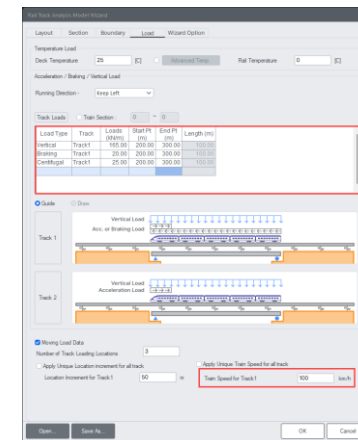 Rail Track Analysis Model Wizard
Layout Section Boundary Load Wizard Option
Temperature Load
Deck Temperature 25 [C] Advanced Temp. Rail Temperature 0 [C]
Acceleration / Braking / Vertical Load
Running Direction - Keep Left
Track Loads Train Section : 0 ~ 0
Load Type Track Loads (kN/m) Start Pt (m) End Pt (m) Length (m)
Vertical Track1 165.00 200.00 300.00 100.00
Braking Track1 20.00 200.00 300.00 100.00
Centifugal Track1 25.00 200.00 300.00 100.00
Guide Draw
Vertical Load
Acc. or Braking Load
Track 1
Vertical Load
Acceleration Load
Track 2
Moving Load Data
Number of Track Loading Locations 3
Apply Unique Location increment for all track Apply Unique Train Speed for all track
Location Increment for Track1 50 m Train Speed for Track1 100 km/h
Open... Save As... OK Cancel